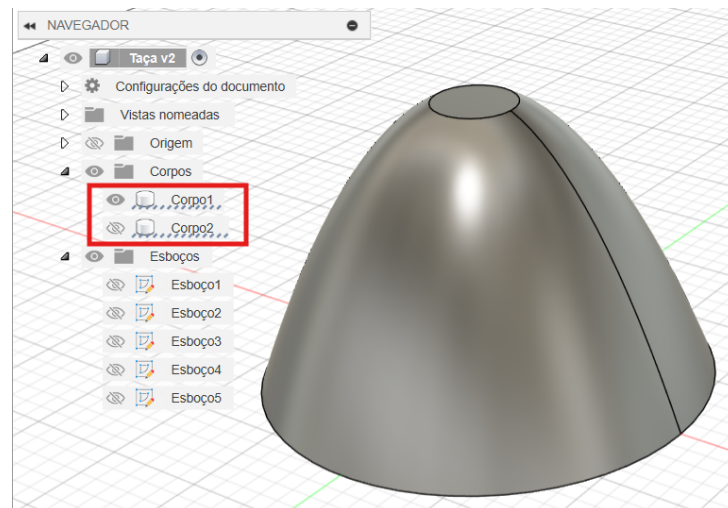 NAVEGADOR
Taça v2
Configurações do documento
Vistas nomeadas
Origem
Corpos
Corpo1
Corpo2
Esboços
Esboço1
Esboço2
Esboço3
Esboço4
Esboço5